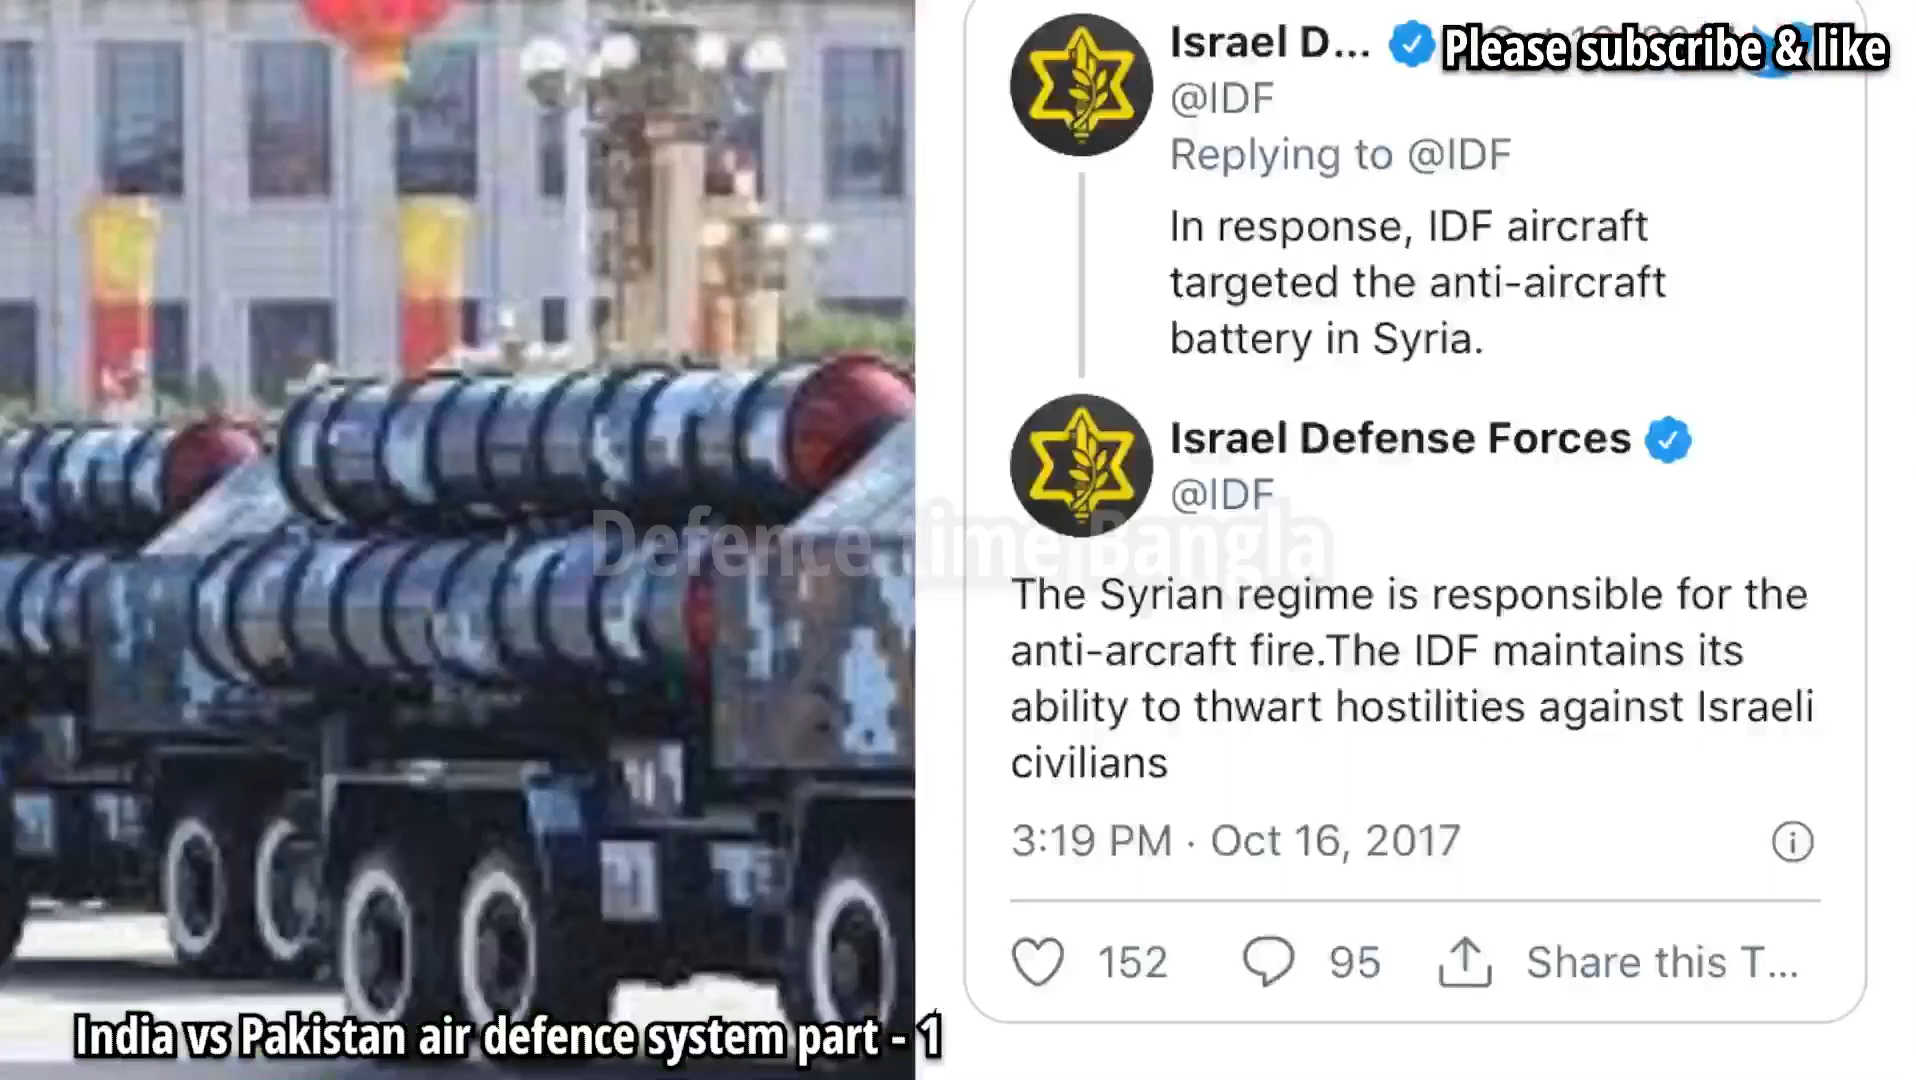 Israel D...
Please subscribe & like
@IDF
Replying to @IDF
In response, IDF aircraft
targeted the anti-aircraft
battery in Syria.
Israel Defense Forces
@IDF
Defence time Bangla
The Syrian regime is responsible for the
anti-arcraft fire.The IDF maintains its
ability to thwart hostilities against Israeli
civilians
3:19 PM · Oct 16, 2017
152
95
Share this T...
India vs Pakistan air defence system part - 1